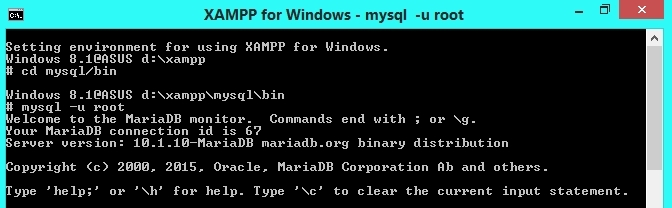 XAMPP for Windows - mysql -u root
Setting environment for using XAMPP for Windows.
Windows 8.1@ASUS d:\xampp
# cd mysql/bin
Windows 8.1@ASUS d:\xampp\mysql\bin
# mysql -u root
Welcome to the MariaDB monitor.  Commands end with ; or \g.
Your MariaDB connection id is 67
Server version: 10.1.10-MariaDB mariadb.org binary distribution
Copyright (c) 2000, 2015, Oracle, MariaDB Corporation Ab and others.
Type 'help;' or '\h' for help. Type '\c' to clear the current input statement.